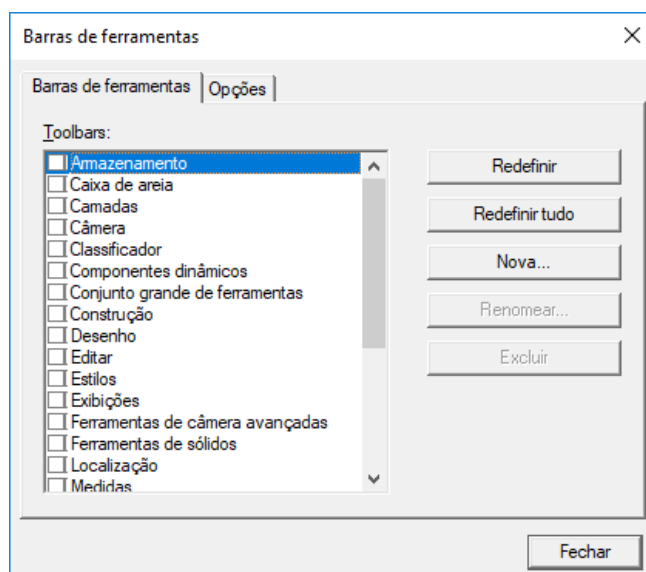 Barras de ferramentas
Barras de ferramentas
Opções
Toolbars:
Armazenamento
Caixa de areia
Camadas
Câmera
Classificador
Componentes dinâmicos
Conjunto grande de ferramentas
Construção
Desenho
Editar
Estilos
Exibições
Ferramentas de câmera avançadas
Ferramentas de sólidos
Localização
Medidas
Redefinir
Redefinir tudo
Nova...
Renomear...
Excluir
Fechar